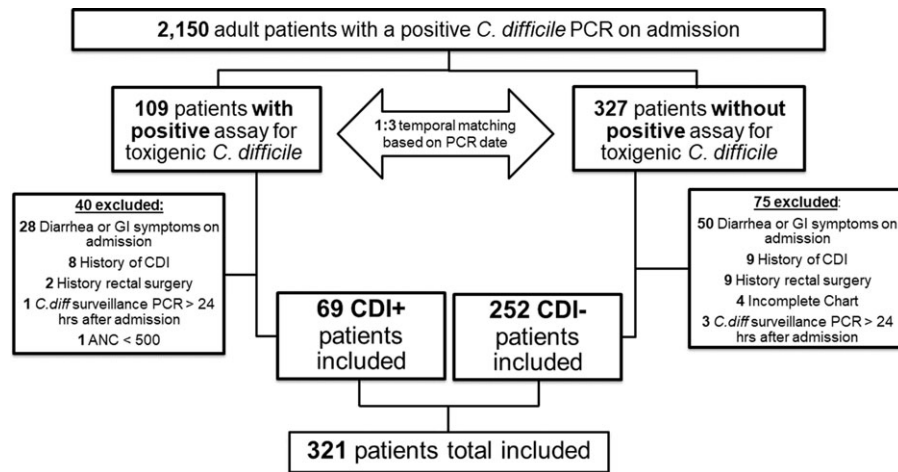 2,150 adult patients with a positive C. difficile PCR on admission
109 patients with
positive assay for
toxigenic C. difficile
1:3 temporal matching
based on PCR date
327 patients without
positive assay for
toxigenic C. difficile
40 excluded:
28 Diarrhea or GI symptoms on
admission
8 History of CDI
2 History rectal surgery
1 C.diff surveillance PCR > 24
hrs after admission
1 ANC < 500
75 excluded:
50 Diarrhea or GI symptoms on
admission
9 History of CDI
9 History rectal surgery
4 Incomplete Chart
3 C.diff surveillance PCR > 24
hrs after admission
69 CDI+
patients
included
252 CDI-
patients
included
321 patients total included